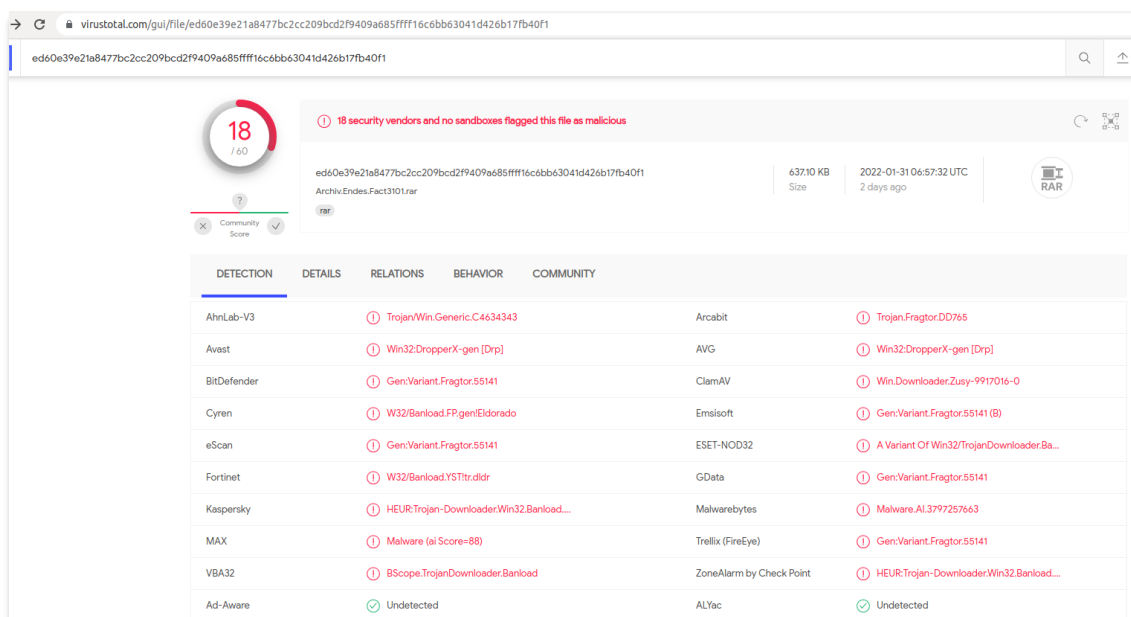 virustotal.com/gui/file/ed60e39e21a8477bc2cc209bcd2f9409a685ffff16c6bb63041d426b17fb40f1
ed60e39e21a8477bc2cc209bcd2f9409a685ffff16c6bb63041d426b17fb40f1
18
/ 60
?
Community
Score
18 security vendors and no sandboxes flagged this file as malicious
ed60e39e21a8477bc2cc209bcd2f9409a685ffff16c6bb63041d426b17fb40f1
Archiv.Endes.Fact3101.rar
rar
637.10 KB
Size
2022-01-31 06:57:32 UTC
2 days ago
RAR
DETECTION DETAILS RELATIONS BEHAVIOR COMMUNITY
AhnLab-V3 Trojan/Win.Generic.C4634343 Arcabit Trojan.Fragtor.DD765
Avast Win32:DropperX-gen [Drp] AVG Win32:DropperX-gen [Drp]
BitDefender Gen:Variant.Fragtor.55141 ClamAV Win.Downloader.Zusy-9917016-0
Cyren W32/Banload.FP.gen!Eldorado Emsisoft Gen:Variant.Fragtor.55141 (B)
eScan Gen:Variant.Fragtor.55141 ESET-NOD32 A Variant Of Win32/TrojanDownloader.Ba...
Fortinet W32/Banload.YST!tr.dldr GData Gen:Variant.Fragtor.55141
Kaspersky HEUR:Trojan-Downloader.Win32.Banload.... Malwarebytes Malware.AI.3797257663
MAX Malware (ai Score=88) Trellix (FireEye) Gen:Variant.Fragtor.55141
VBA32 BScope.TrojanDownloader.Banload ZoneAlarm by Check Point HEUR:Trojan-Downloader.Win32.Banload....
Ad-Aware Undetected ALYac Undetected